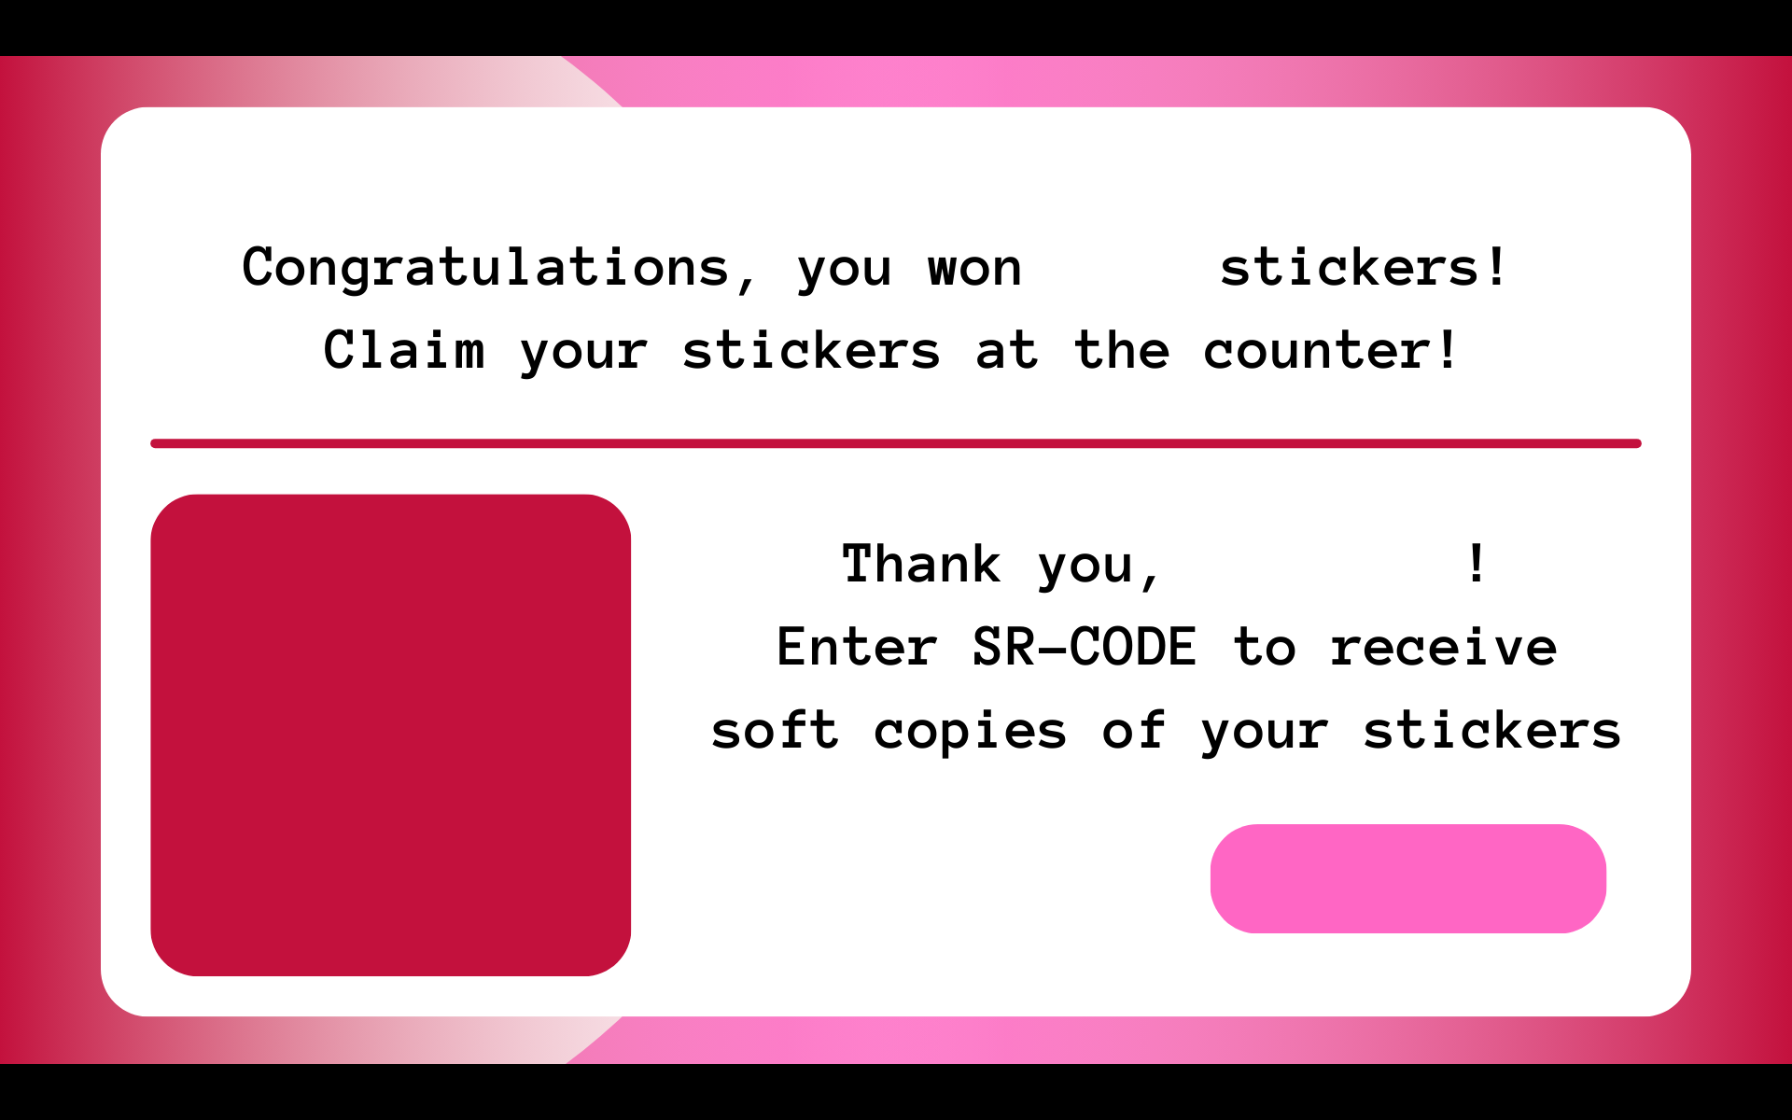 Congratulations, you won stickers!
Claim your stickers at the counter!
Thank you, !
Enter SR-CODE to receive
soft copies of your stickers